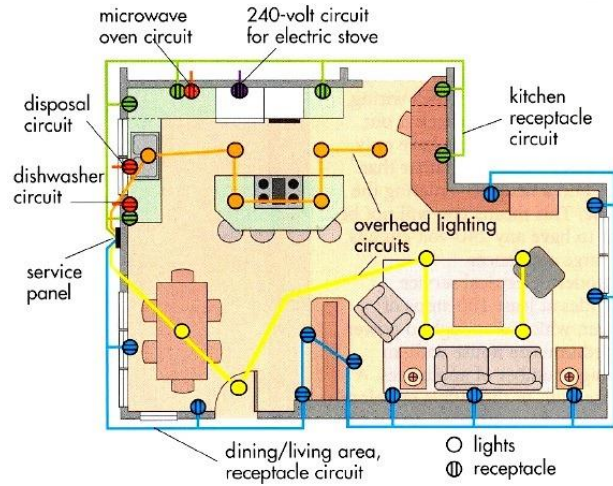 microwave
oven circuit
240-volt circuit
for electric stove
disposal
circuit
kitchen
receptacle circuit
dishwasher
circuit
overhead lighting
circuits
service
panel
dining/living area,
receptacle circuit
lights
receptacle